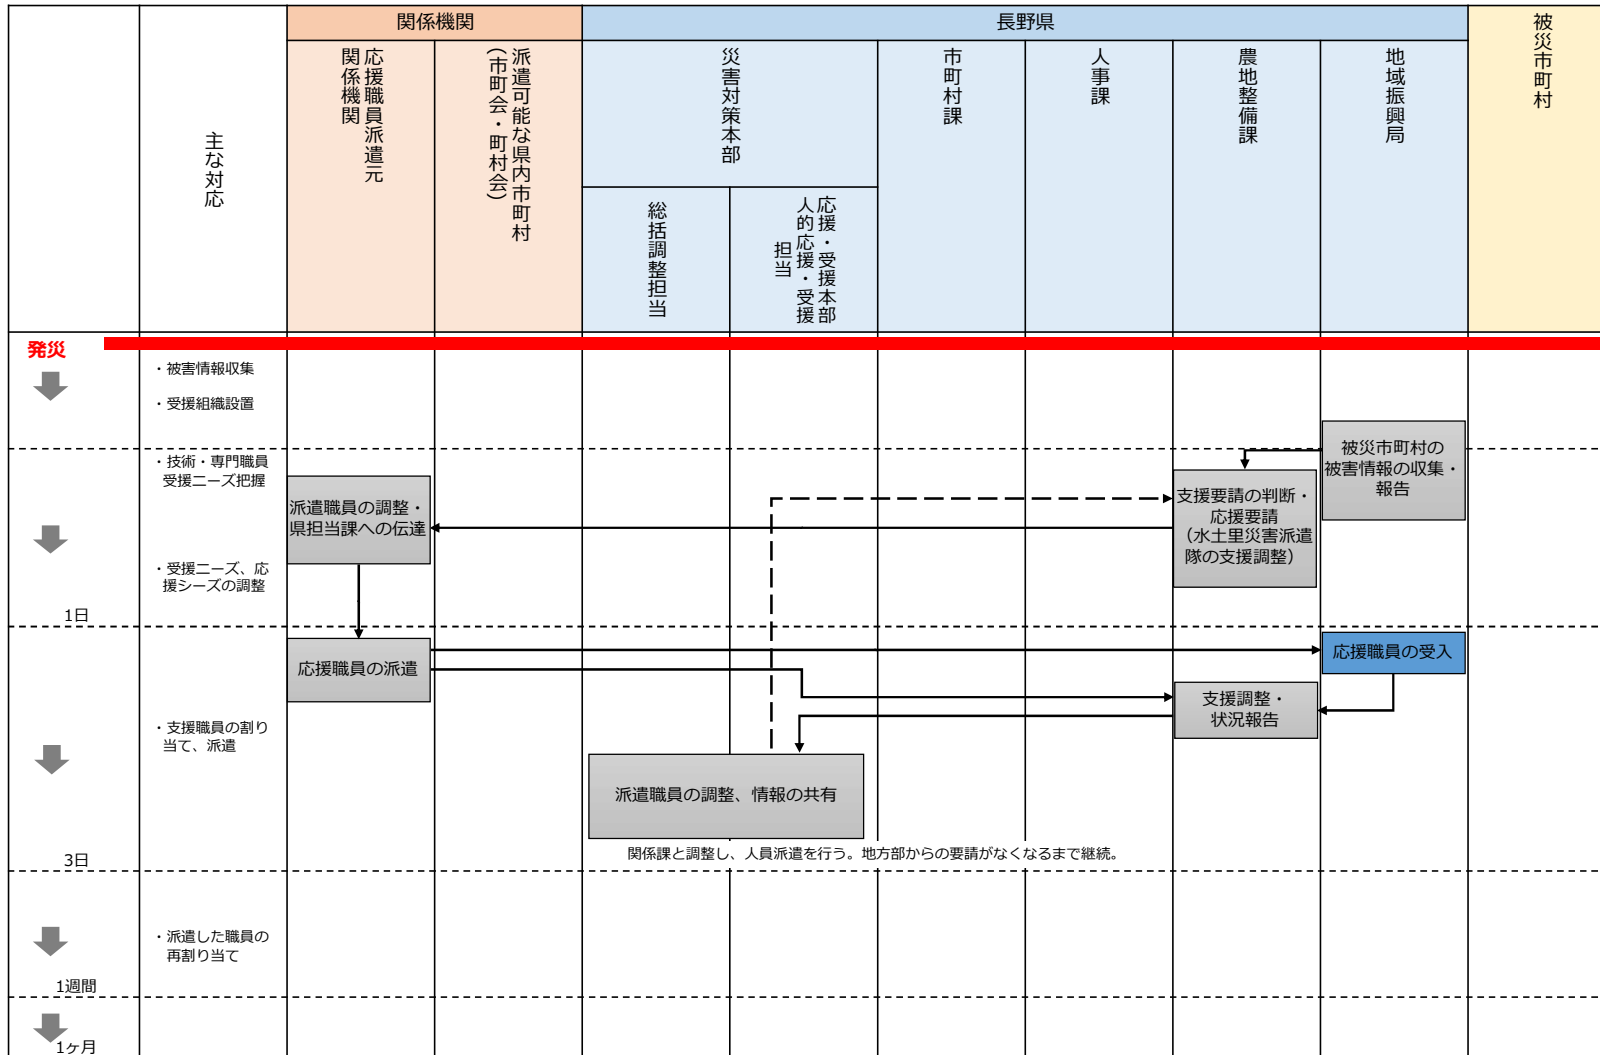 関係機関
長野県
被災市町村
主な対応
応援職員派遣元
関係機関
派遣可能な県内市町村
(市町会・町村会)
災害対策本部
市町村課
人事課
農地整備課
地域振興局
総括調整担当
応援・受援本部
人的応援・受援
担当
発災
・被害情報収集
・受援組織設置
被災市町村の
被害情報の収集・
報告
・技術・専門職員
受援ニーズ把握
派遣職員の調整・
県担当課への伝達
支援要請の判断・
応援要請
(水土里災害派遣
隊の支援調整)
・受援ニーズ、応
援シーズの調整
1日
応援職員の派遣
応援職員の受入
支援調整・
状況報告
・支援職員の割り
当て、派遣
派遣職員の調整、情報の共有
関係課と調整し、人員派遣を行う。地方部からの要請がなくなるまで継続。
3日
・派遣した職員の
再割り当て
1週間
1ヶ月